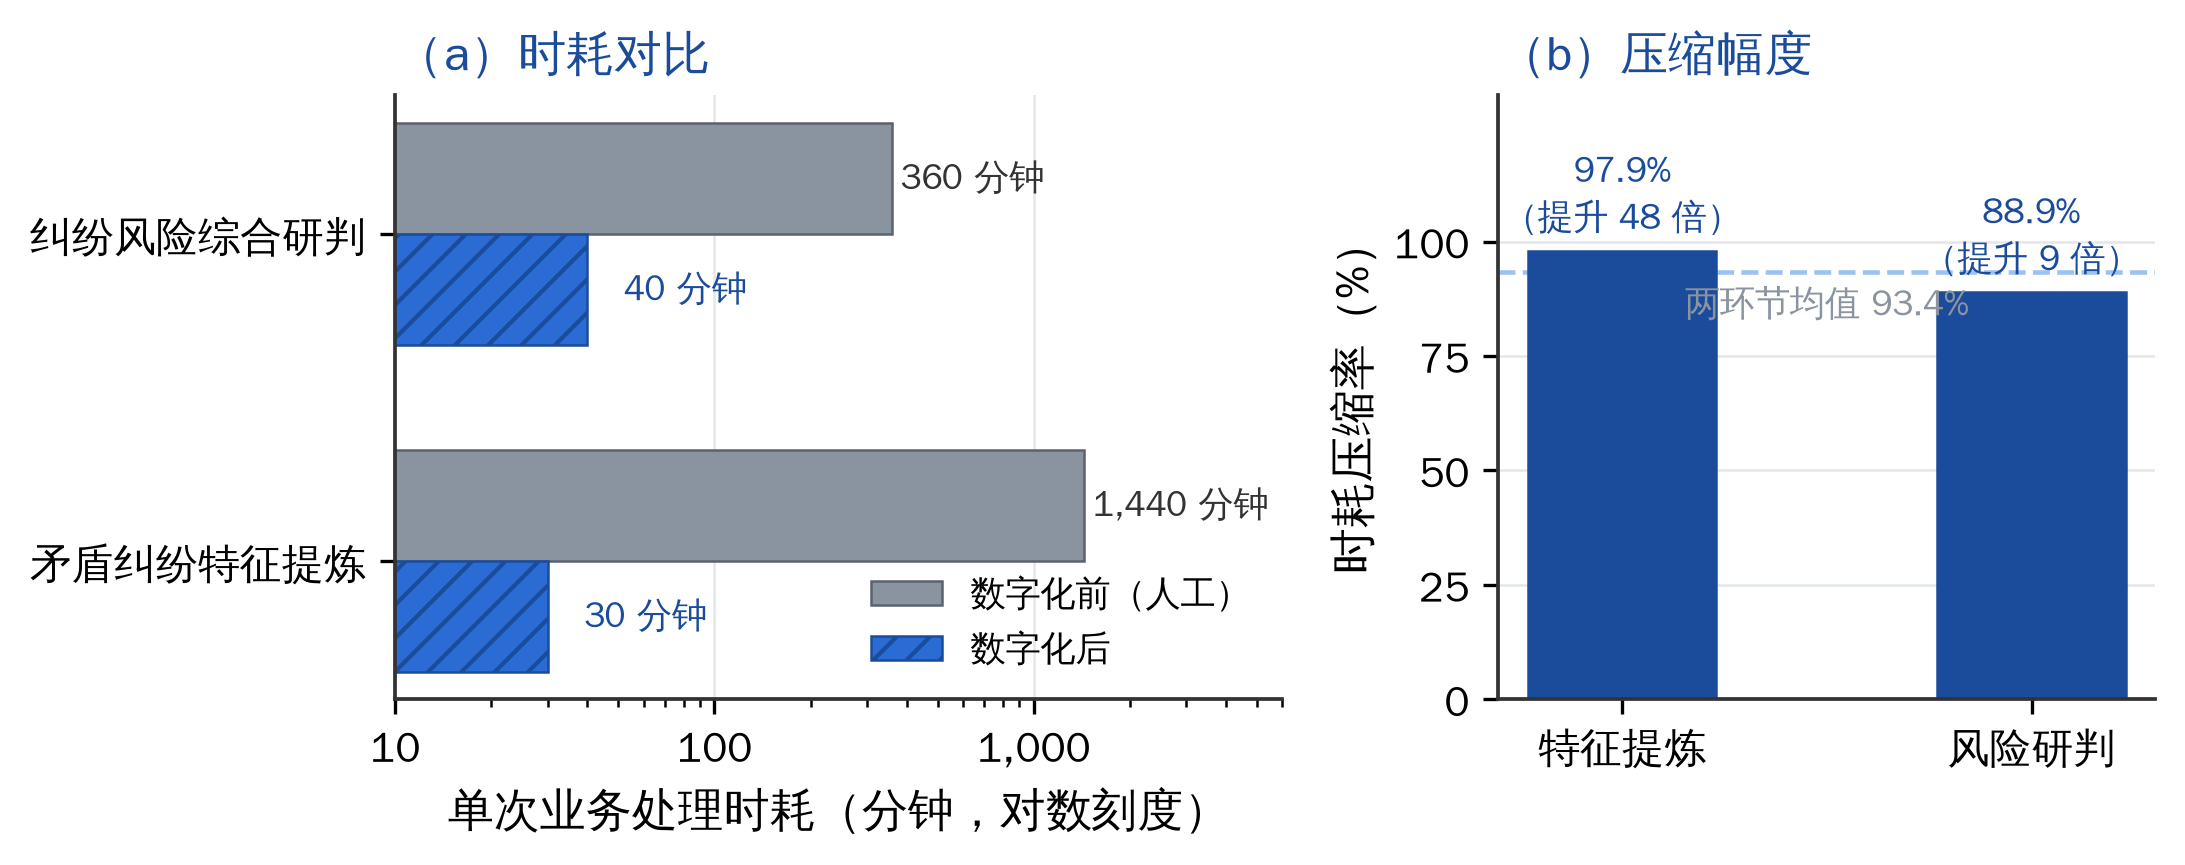 （a）时耗对比
纠纷风险综合研判
360 分钟
40 分钟
矛盾纠纷特征提炼
1,440 分钟
30 分钟
数字化前（人工）
数字化后
10
100
1,000
单次业务处理时耗（分钟，对数刻度）
（b）压缩幅度
时耗压缩率（%）
100
75
50
25
0
97.9%
（提升 48 倍）
88.9%
（提升 9 倍）
两环节均值 93.4%
特征提炼
风险研判